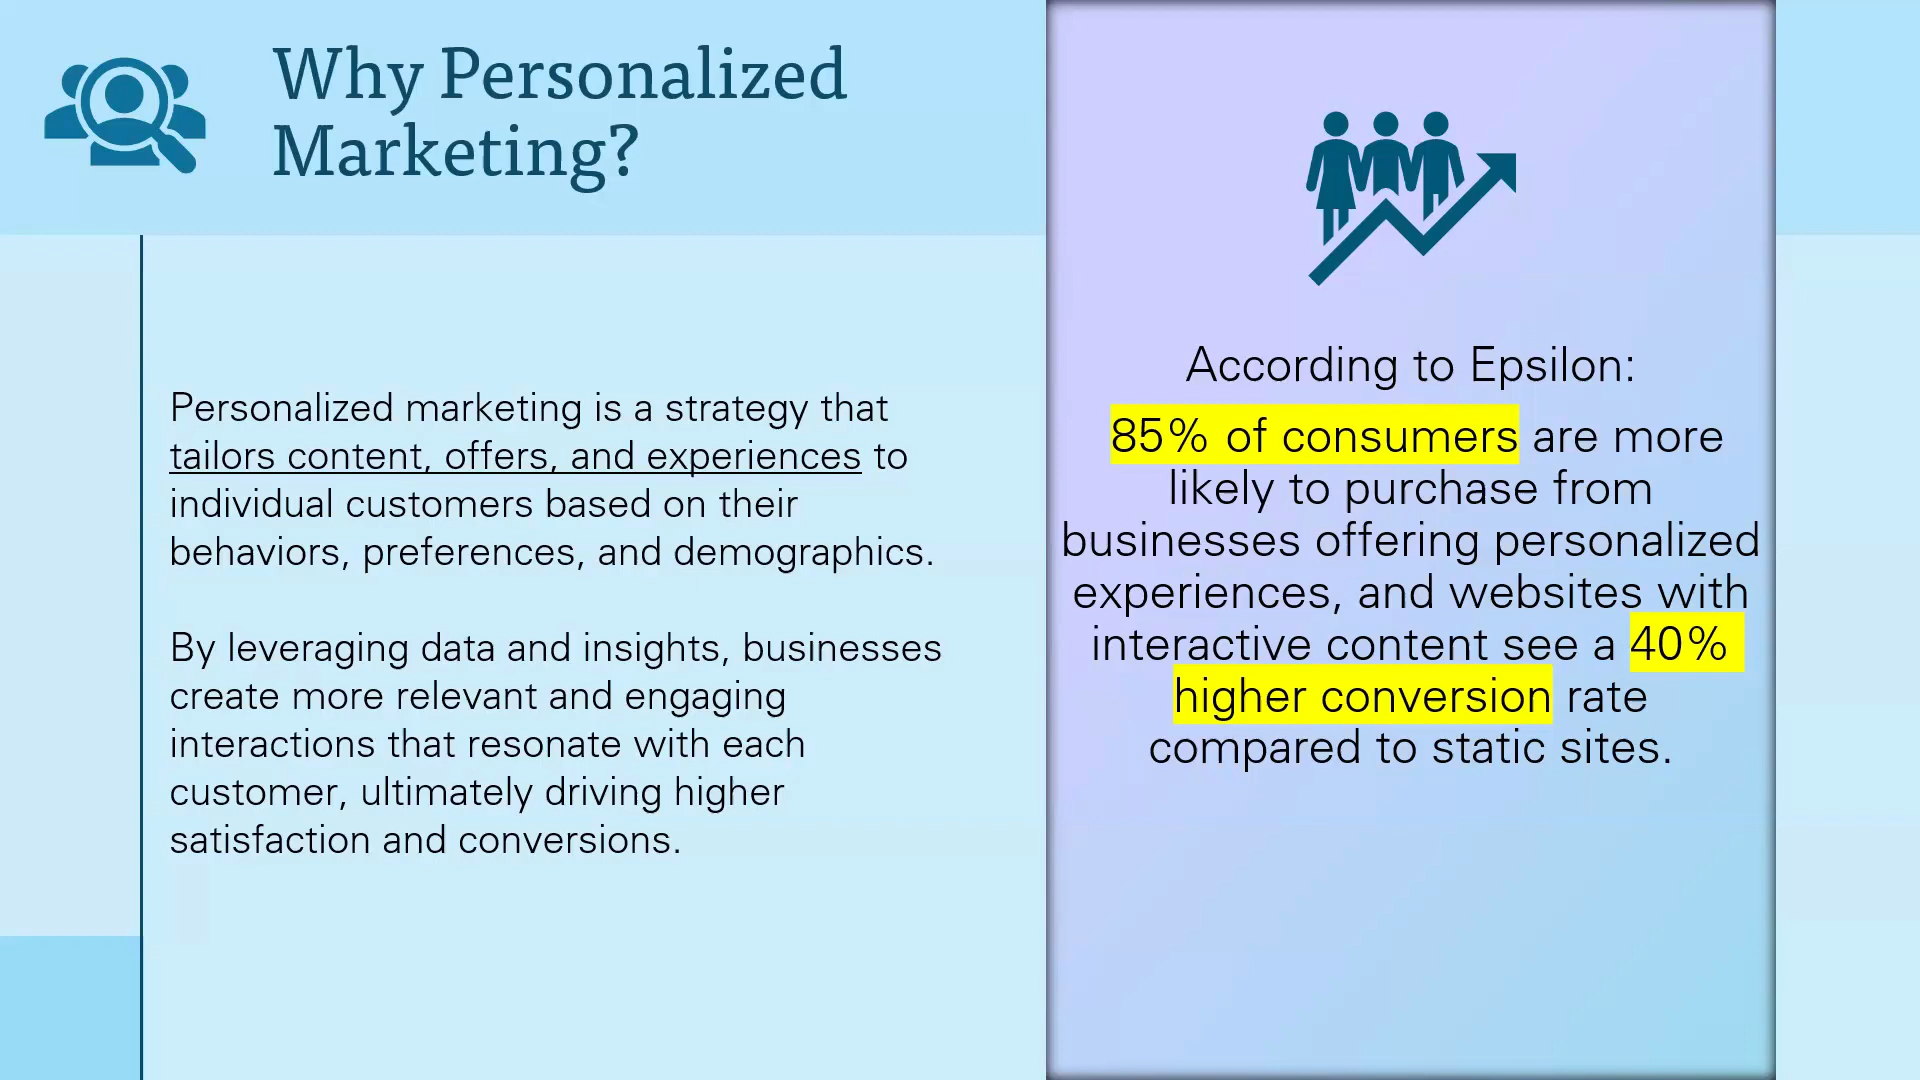 Why Personalized
Marketing?
Personalized marketing is a strategy that
tailors content, offers, and experiences to
individual customers based on their
behaviors, preferences, and demographics.
By leveraging data and insights, businesses
create more relevant and engaging
interactions that resonate with each
customer, ultimately driving higher
satisfaction and conversions.
According to Epsilon:
85% of consumers are more
likely to purchase from
businesses offering personalized
experiences, and websites with
interactive content see a 40%
higher conversion rate
compared to static sites.